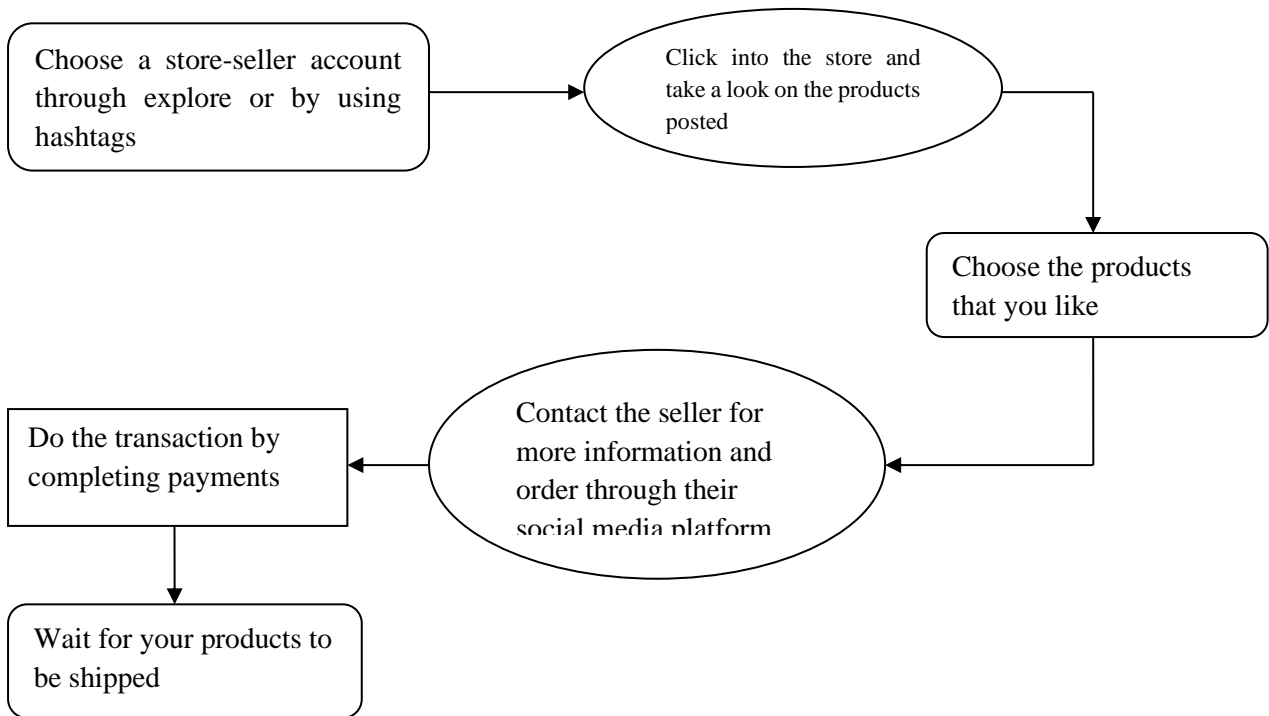 Choose a store-seller account
through explore or by using
hashtags
Click into the store and
take a look on the products
posted
Choose the products
that you like
Contact the seller for
more information and
order through their
social media platform
Do the transaction by
completing payments
Wait for your products to
be shipped